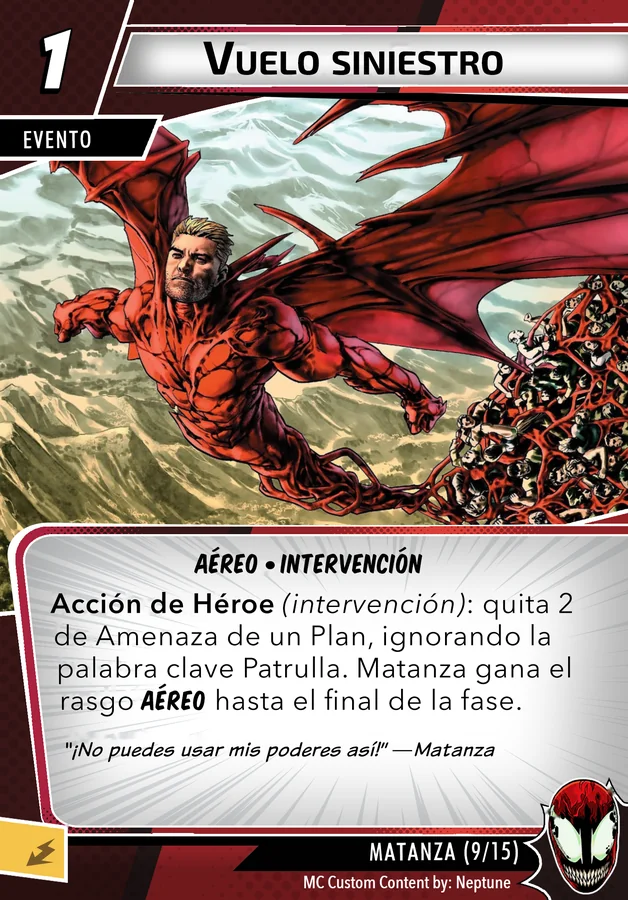 1
VUELO SINIESTRO
EVENTO
AÉREO • INTERVENCIÓN
Acción de Héroe (intervención): quita 2
de Amenaza de un Plan, ignorando la
palabra clave Patrulla. Matanza gana el
rasgo AÉREO hasta el final de la fase.
"¡No puedes usar mis poderes así!" —Matanza
MATANZA (9/15)
MC Custom Content by: Neptune